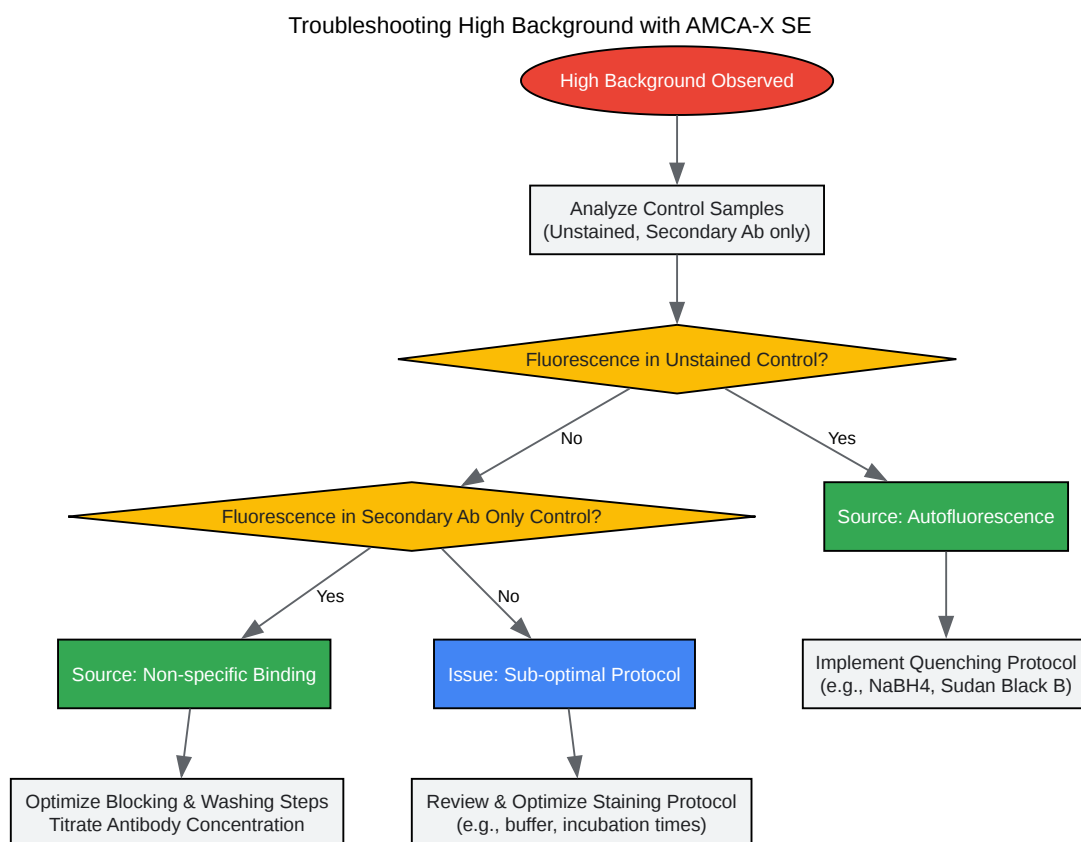 Troubleshooting High Background with AMCA-X SE
High Background Observed
Analyze Control Samples
(Unstained, Secondary Ab only)
Fluorescence in Unstained Control?
No
Yes
Fluorescence in Secondary Ab Only Control?
Source: Autofluorescence
Yes
No
Source: Non-specific Binding
Issue: Sub-optimal Protocol
Implement Quenching Protocol
(e.g., NaBH4, Sudan Black B)
Optimize Blocking & Washing Steps
Titrate Antibody Concentration
Review & Optimize Staining Protocol
(e.g., buffer, incubation times)